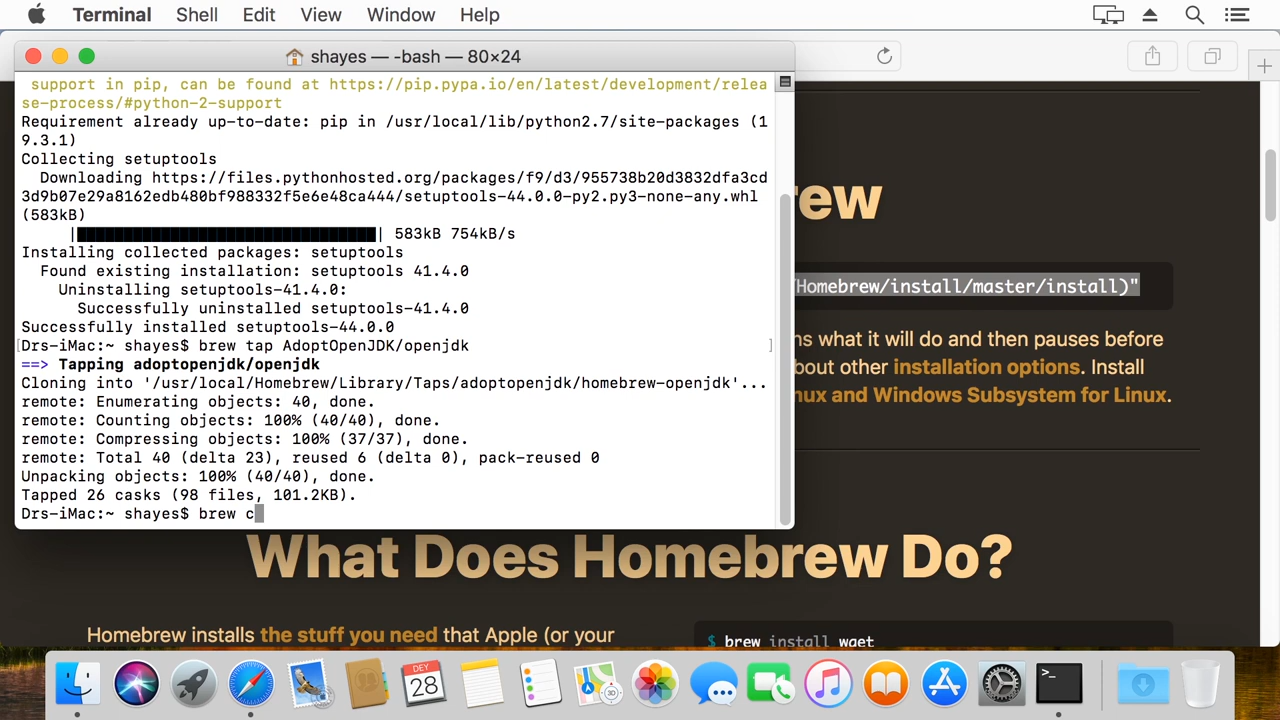 Terminal Shell Edit View Window Help
shayes — -bash — 80×24
support in pip, can be found at https://pip.pypa.io/en/latest/development/relea
se-process/#python-2-support
Requirement already up-to-date: pip in /usr/local/lib/python2.7/site-packages (1
9.3.1)
Collecting setuptools
Downloading https://files.pythonhosted.org/packages/f9/d3/955738b20d3832dfa3cd
3d9b07e29a8162edb480bf988332f5e6e48ca444/setuptools-44.0.0-py2.py3-none-any.whl
(583kB)
|████████████████████████████████| 583kB 754kB/s
Installing collected packages: setuptools
Found existing installation: setuptools 41.4.0
Uninstalling setuptools-41.4.0:
Successfully uninstalled setuptools-41.4.0
Successfully installed setuptools-44.0.0
[Drs-iMac:~ shayes$ brew tap AdoptOpenJDK/openjdk ]
==> Tapping adoptopenjdk/openjdk
Cloning into '/usr/local/Homebrew/Library/Taps/adoptopenjdk/homebrew-openjdk'...
remote: Enumerating objects: 40, done.
remote: Counting objects: 100% (40/40), done.
remote: Compressing objects: 100% (37/37), done.
remote: Total 40 (delta 23), reused 6 (delta 0), pack-reused 0
Unpacking objects: 100% (40/40), done.
Tapped 26 casks (98 files, 101.2KB).
Drs-iMac:~ shayes$ brew c
rew
/Homebrew/install/master/install)"
ns what it will do and then pauses before
bout other installation options. Install
nux and Windows Subsystem for Linux.
What Does Homebrew Do?
Homebrew installs the stuff you need that Apple (or your
$ brew install wget
DEY
28